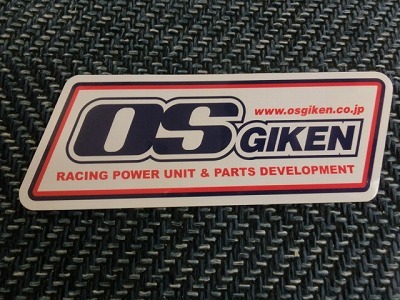 www.osgiken.co.jp
OS GIKEN
RACING POWER UNIT & PARTS DEVELOPMENT